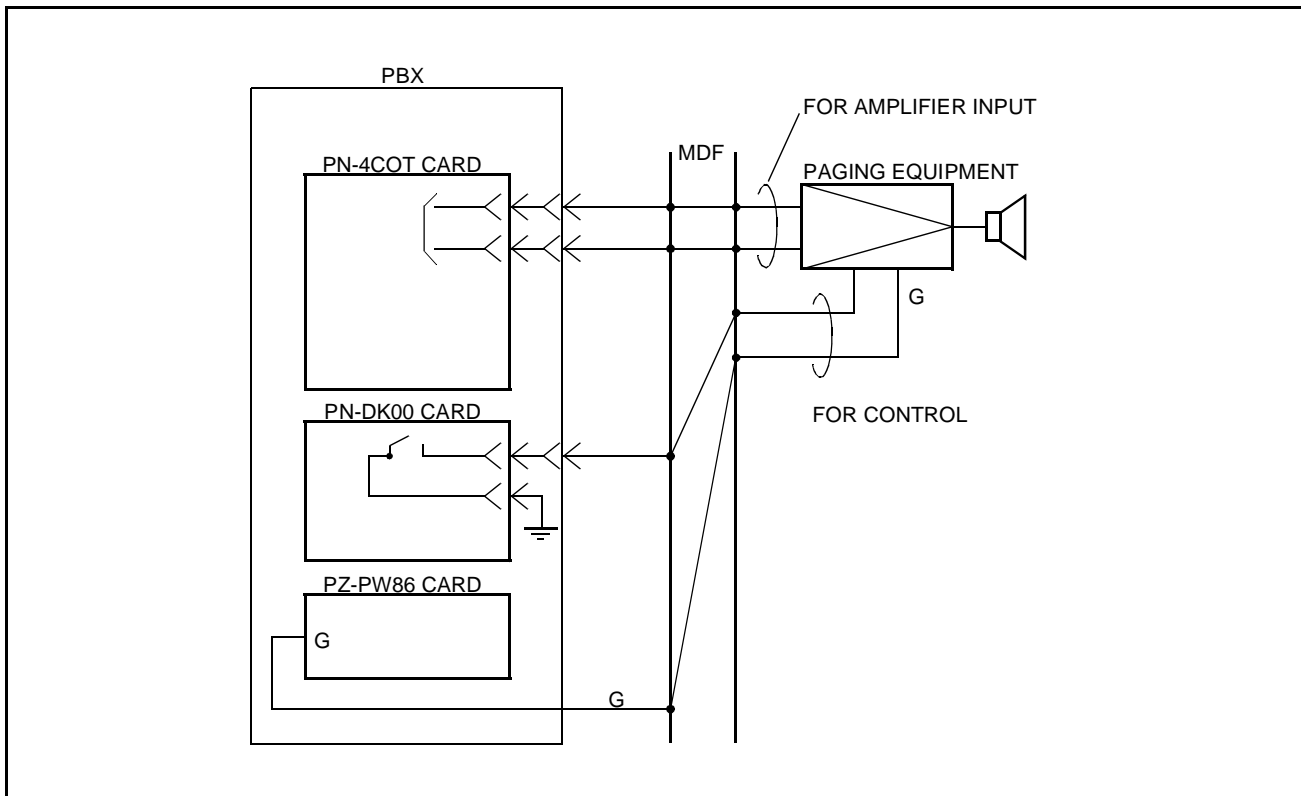 PBX
FOR AMPLIFIER INPUT
MDF
PN-4COT CARD
PAGING EQUIPMENT
G
FOR CONTROL
PN-DK00 CARD
PZ-PW86 CARD
G
G